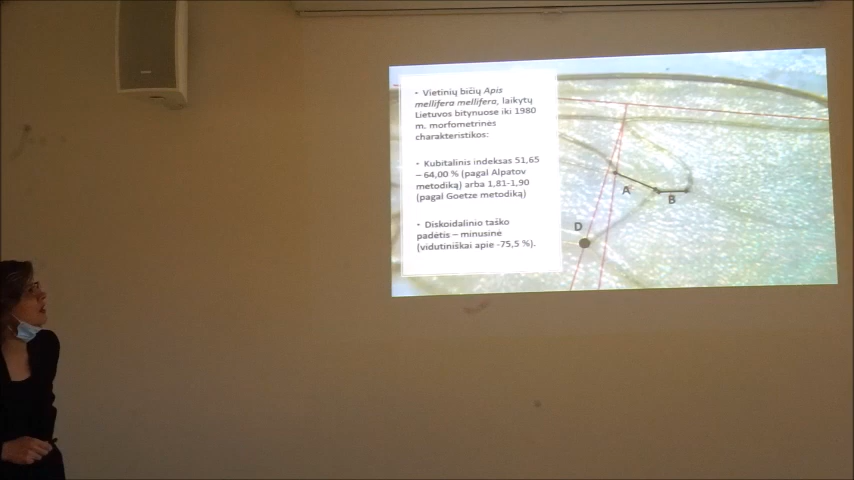 • Vietinių bičių Apis
mellifera mellifera, laikytų
Lietuvos bitynuose iki 1980
m. morfometrinės
charakteristikos:
• Kubitalinis indeksas 51,65
– 64,00 % (pagal Alpatov
metodiką) arba 1,81-1,90
(pagal Goetze metodiką)
• Diskoidalinio taško
padėtis – minusinė
(vidutiniškai apie -75,5 %).
A
B
D